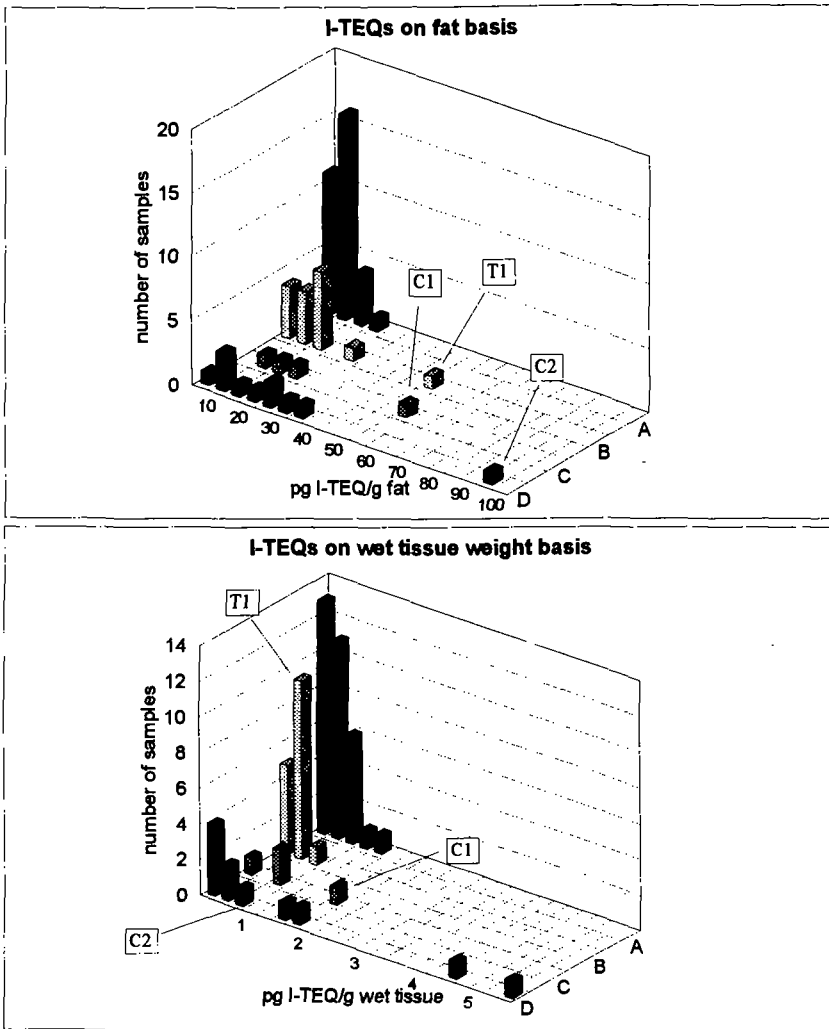 I-TEQs on fat basis
20
15
10
5
0
number of samples
C1
T1
C2
10
20
30
40
50
60
70
80
90
100
pg I-TEQ/g fat
D
C
B
A
I-TEQs on wet tissue weight basis
T1
14
12
10
8
6
4
2
0
number of samples
C1
C2
1
2
3
4
5
pg I-TEQ/g wet tissue
D
C
B
A